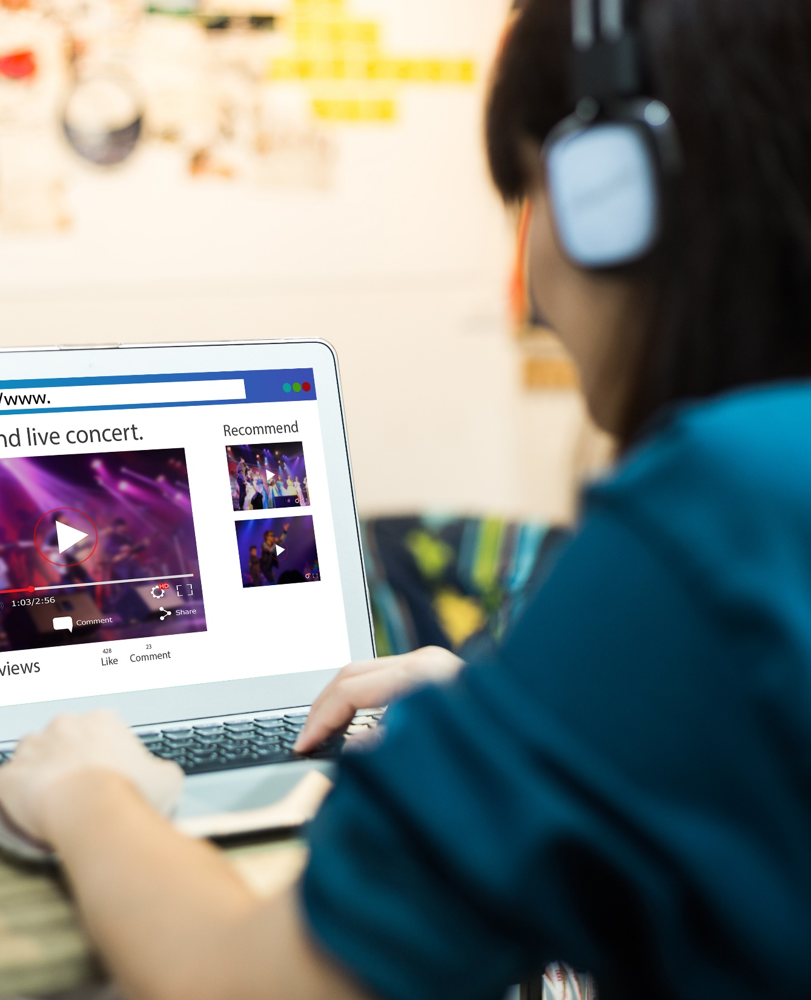 /www.
nd live concert.
Recommend
HD
1:03/2:56
Comment
Share
428
Like
23
Comment
views